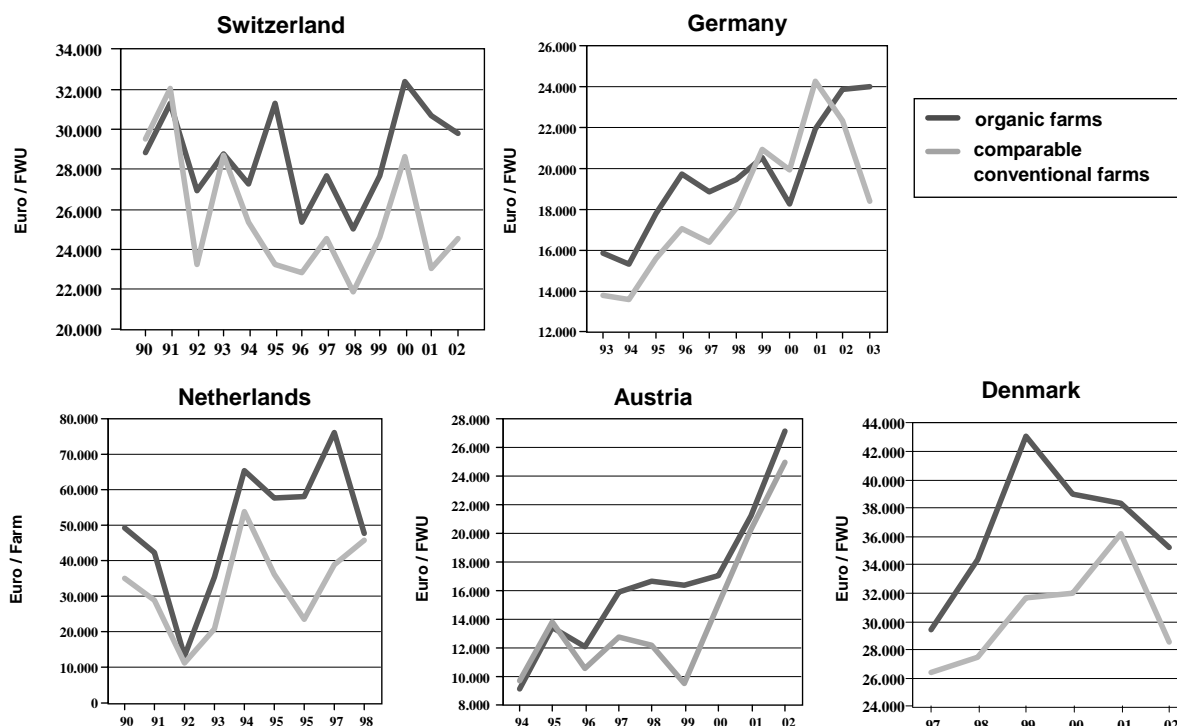 Switzerland
34.000
32.000
30.000
28.000
26.000
24.000
22.000
20.000
Euro / FWU
90 91 92 93 94 95 96 97 98 99 00 01 02
Germany
26.000
24.000
22.000
20.000
18.000
16.000
14.000
12.000
Euro / FWU
93 94 95 96 97 98 99 00 01 02 03
organic farms
comparable
conventional farms
Netherlands
80.000
70.000
60.000
50.000
40.000
30.000
20.000
10.000
0
Euro / Farm
90 91 92 93 94 95 95 97 98
Austria
28.000
26.000
24.000
22.000
20.000
18.000
16.000
14.000
12.000
10.000
8.000
Euro / FWU
94 95 96 97 98 99 00 01 02
Denmark
44.000
42.000
40.000
38.000
36.000
34.000
32.000
30.000
28.000
26.000
24.000
Euro / FWU
97 98 99 00 01 02